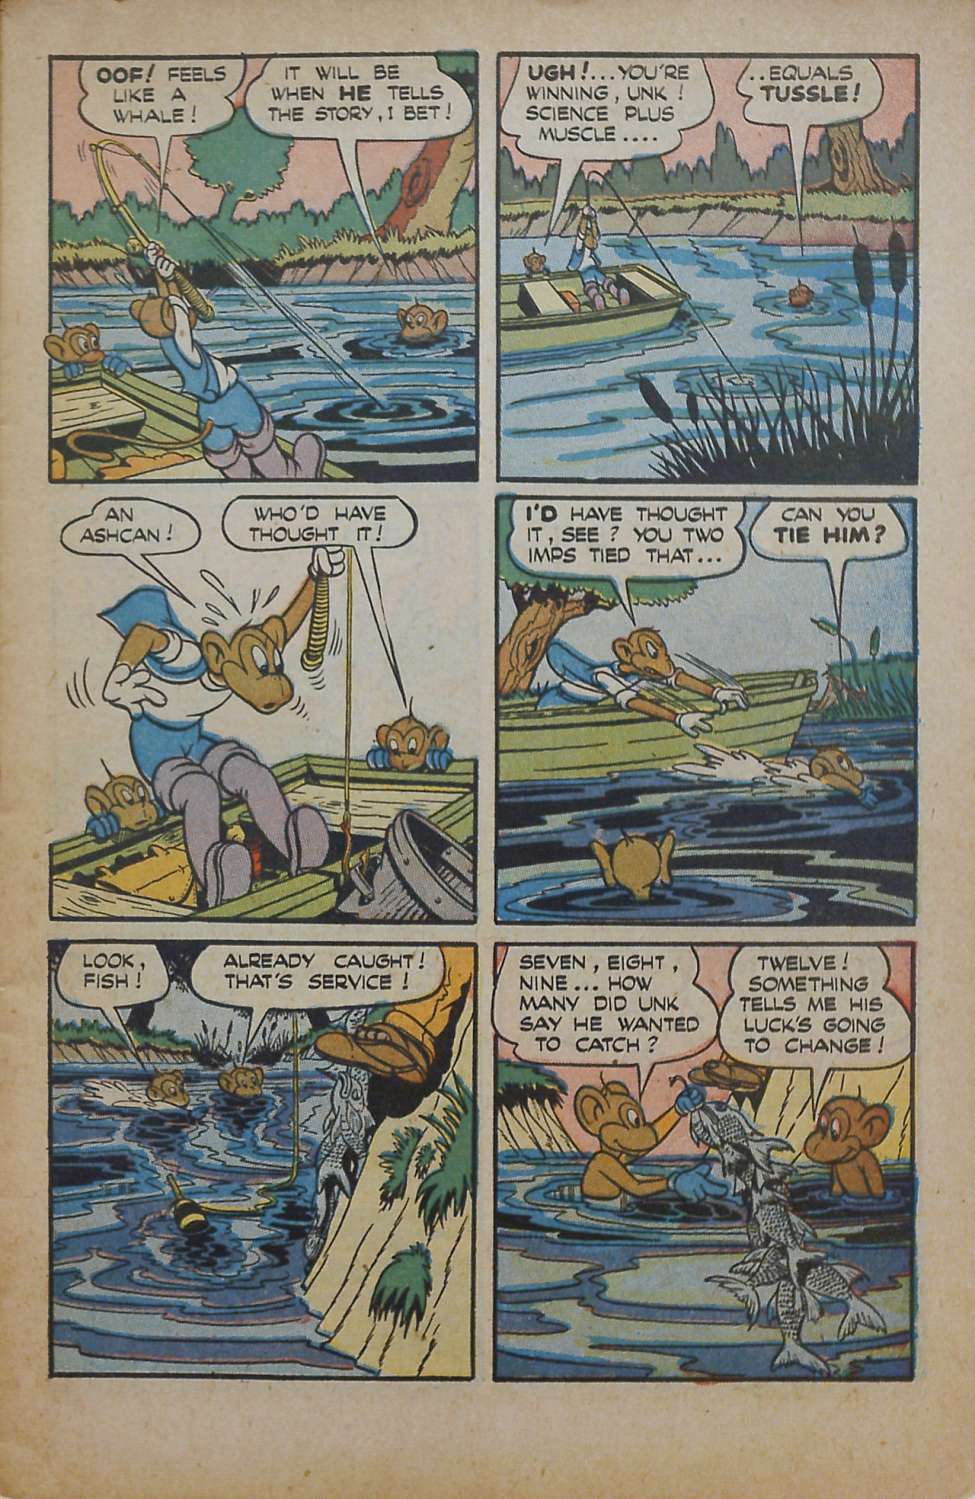 OOF! FEELS
LIKE A
WHALE!
IT WILL BE
WHEN HE TELLS
THE STORY, I BET!
UGH!...YOU'RE
WINNING, UNK!
SCIENCE PLUS
MUSCLE....
..EQUALS
TUSSLE!
AN
ASHCAN!
WHO'D HAVE
THOUGHT IT!
I'D HAVE THOUGHT
IT, SEE? YOU TWO
IMPS TIED THAT...
CAN YOU
TIE HIM?
LOOK,
FISH!
ALREADY CAUGHT!
THAT'S SERVICE!
SEVEN, EIGHT,
NINE... HOW
MANY DID UNK
SAY HE WANTED
TO CATCH?
TWELVE!
SOMETHING
TELLS ME HIS
LUCK'S GOING
TO CHANGE!